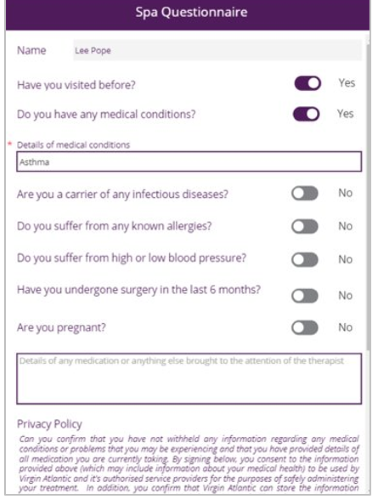 Spa Questionnaire
Name Lee Pope
Have you visited before? Yes
Do you have any medical conditions? Yes
* Details of medical conditions
Asthma
Are you a carrier of any infectious diseases? No
Do you suffer from any known allergies? No
Do you suffer from high or low blood pressure? No
Have you undergone surgery in the last 6 months? No
Are you pregnant? No
Details of any medication or anything else brought to the attention of the therapist
Privacy Policy
Can you confirm that you have not withheld any information regarding any medical
conditions or problems that you may be experiencing and that you have provided details of
all medication you are currently taking. By signing below, you consent to the information
provided above (which may include information about your medical health) to be used by
Virgin Atlantic and it's authorised service providers for the purposes of safely administering
your treatment. In addition, you confirm that Virgin Atlantic can store the information